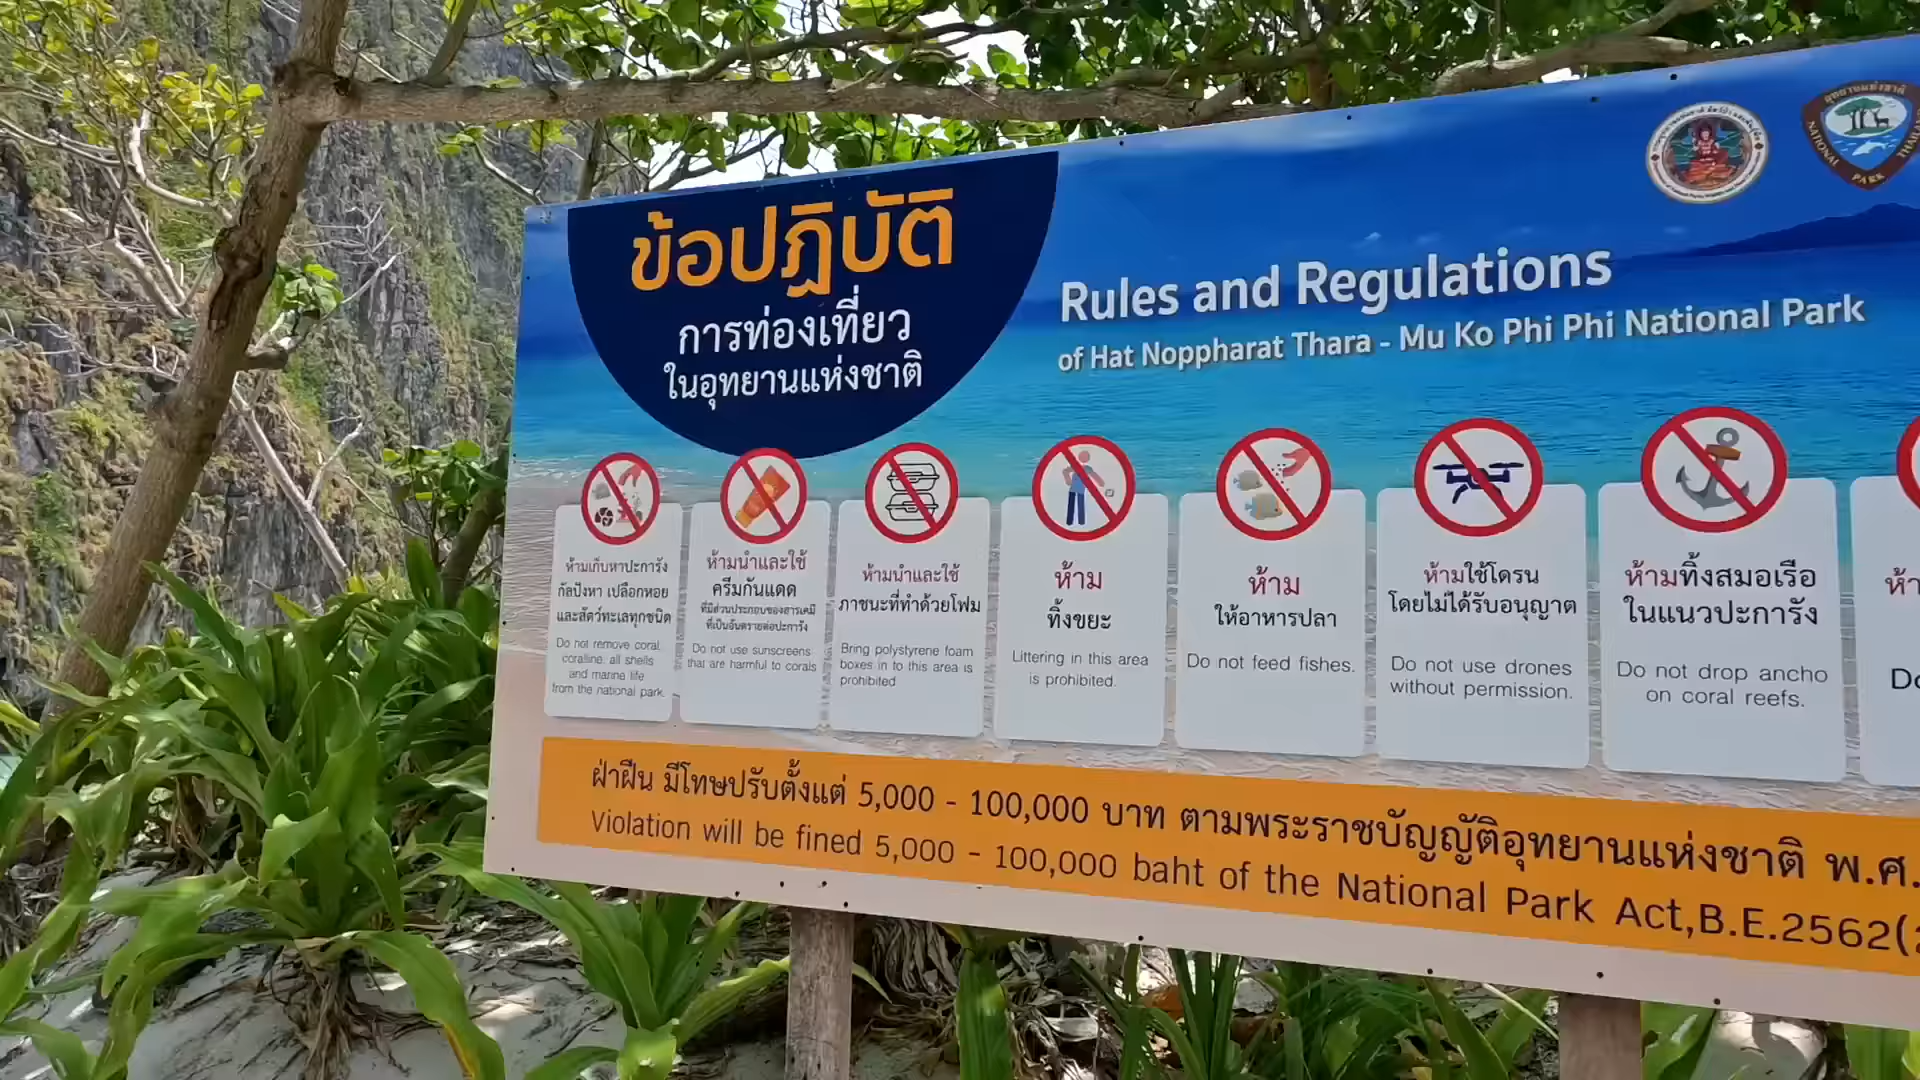 ข้อปฏิบัติ
การท่องเที่ยว
ในอุทยานแห่งชาติ
Rules and Regulations
of Hat Noppharat Thara - Mu Ko Phi Phi National Park
อุทยานแห่งชาติ
NATIONAL PARK THAILA
ห้ามเก็บหาปะการัง
กัลปังหา เปลือกหอย
และสัตว์ทะเลทุกชนิด
Do not remove coral,
coralline, all shells
and marine life
from the national park.
ห้ามนำและใช้
ครีมกันแดด
ที่มีส่วนประกอบของสารเคมี
ที่เป็นอันตรายต่อปะการัง
Do not use sunscreens
that are harmful to corals
ห้ามนำและใช้
ภาชนะที่ทำด้วยโฟม
Bring polystyrene foam
boxes in to this area is
prohibited
ห้าม
ทิ้งขยะ
Littering in this area
is prohibited.
ห้าม
ให้อาหารปลา
Do not feed fishes.
ห้ามใช้โดรน
โดยไม่ได้รับอนุญาต
Do not use drones
without permission.
ห้ามทิ้งสมอเรือ
ในแนวปะการัง
Do not drop ancho
on coral reefs.
ห้า
Do
ฝ่าฝืน มีโทษปรับตั้งแต่ 5,000 - 100,000 บาท ตามพระราชบัญญัติอุทยานแห่งชาติ พ.ศ.
Violation will be fined 5,000 - 100,000 baht of the National Park Act,B.E.2562(